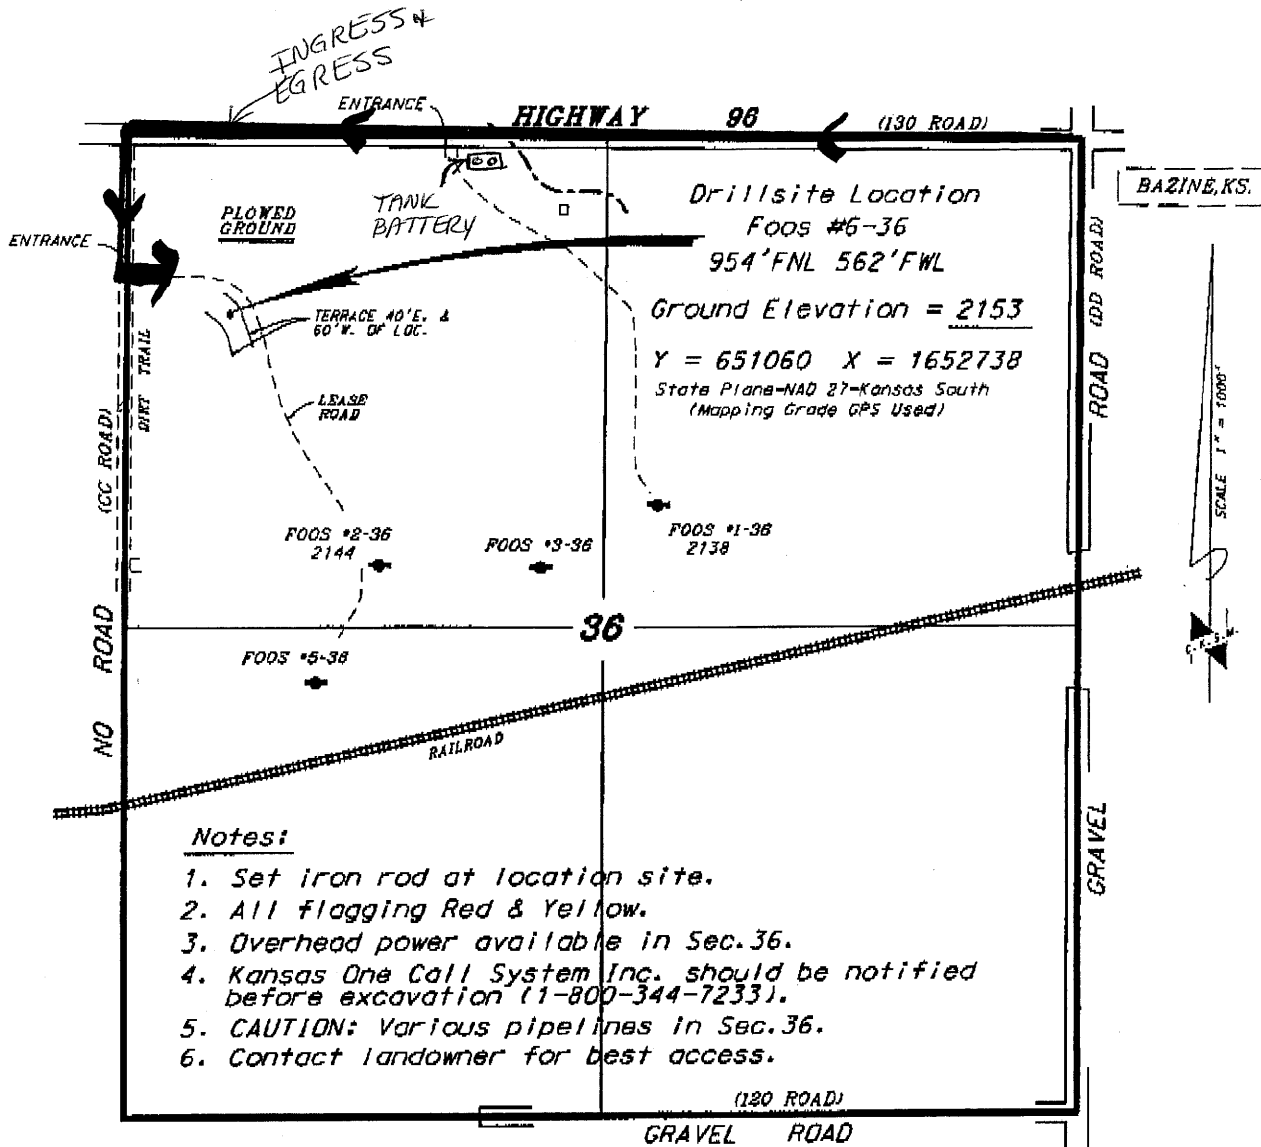 INGRESS &
EGRESS
ENTRANCE
HIGHWAY 96 (130 ROAD)
BAZINE, KS.
TANK
BATTERY
PLOWED
GROUND
ENTRANCE
Drillsite Location
Foos #6-36
954'FNL 562'FWL
Ground Elevation = 2153
Y = 651060 X = 1652738
State Plane-NAD 27-Kansas South
(Mapping Grade GPS Used)
TERRACE 40'E. &
60'W. OF LOC.
LEASE
ROAD
DIRT TRAIL
NO ROAD (CC ROAD)
GRAVEL ROAD (DD ROAD)
SCALE 1" = 1000'
FOOS #2-36
2144
FOOS #3-36
FOOS #1-36
2138
36
FOOS #5-36
RAILROAD
C.K.S.M.
Notes:
1. Set iron rod at location site.
2. All flagging Red & Yellow.
3. Overhead power available in Sec.36.
4. Kansas One Call System Inc. should be notified
before excavation (1-800-344-7233).
5. CAUTION: Various pipelines in Sec.36.
6. Contact landowner for best access.
(120 ROAD)
GRAVEL ROAD